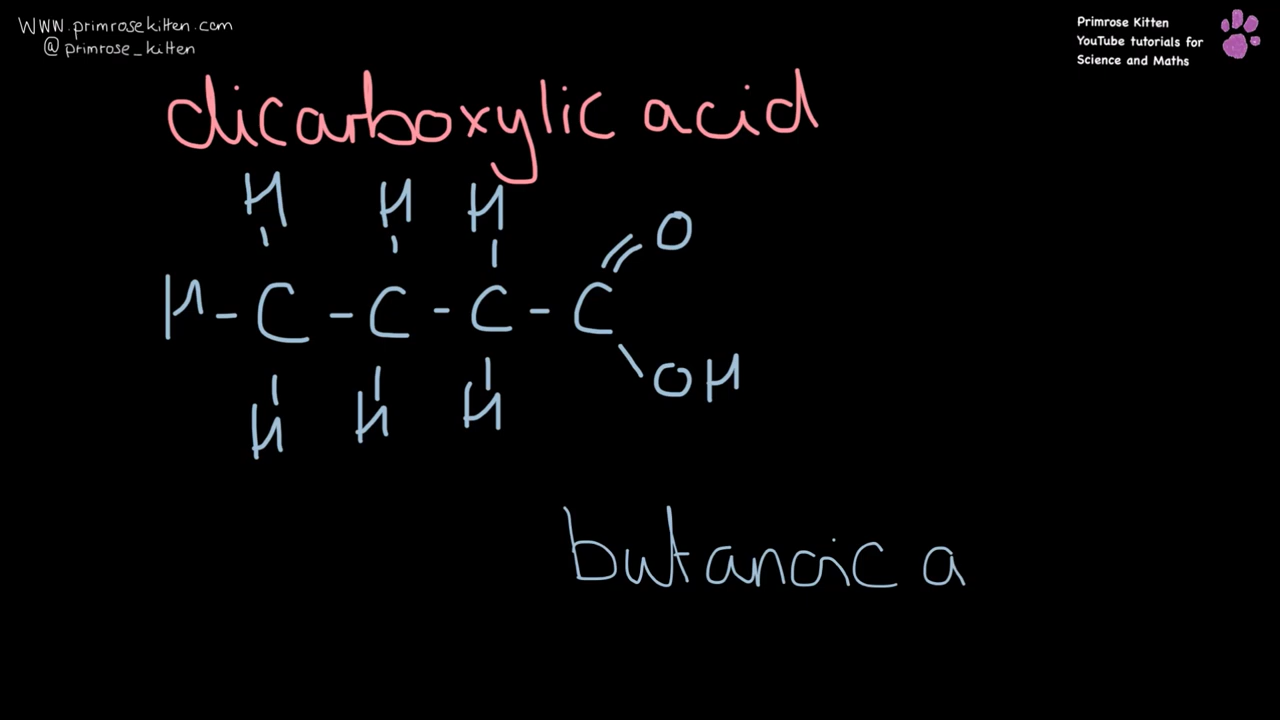 www.primrosekitten.com
@primrose_kitten
Primrose Kitten
YouTube tutorials for
Science and Maths
dicarboxylic acid
H H H
O
H - C - C - C - C
OH
H H H
butanoic a